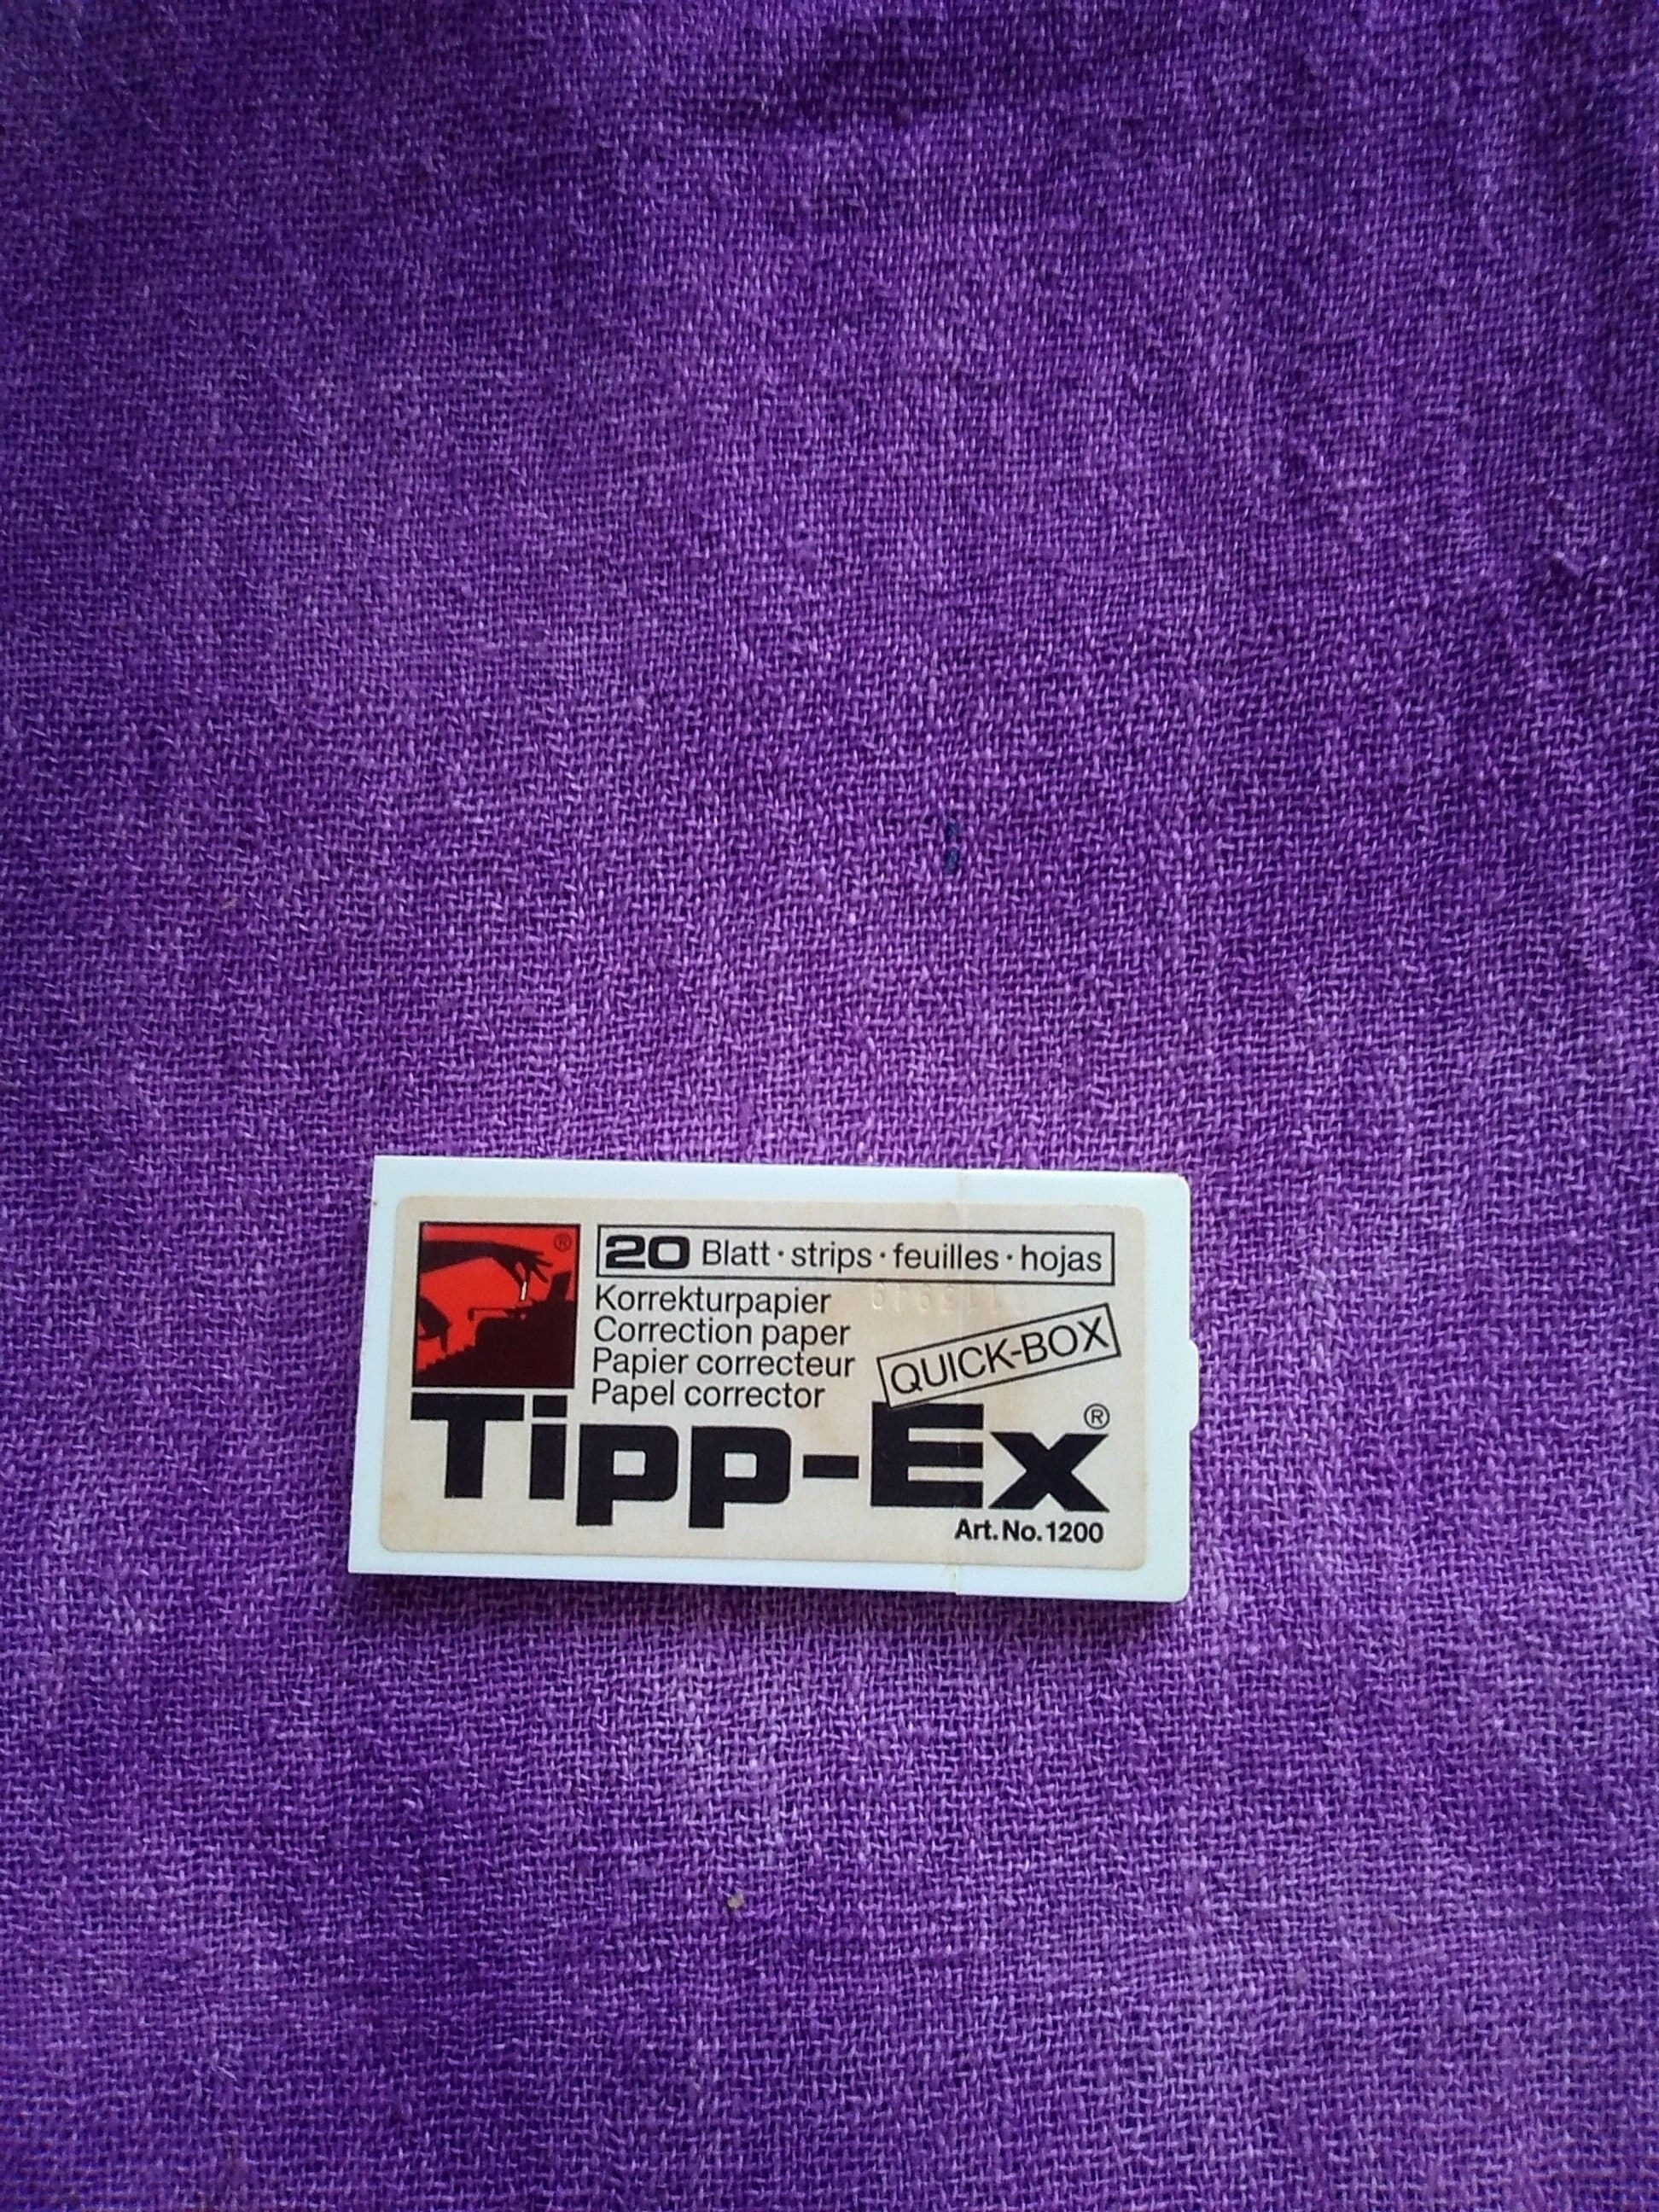 ®
20 Blatt · strips · feuilles · hojas
Korrekturpapier
Correction paper
Papier correcteur
Papel corrector
QUICK-BOX
Tipp-Ex®
Art. No. 1200